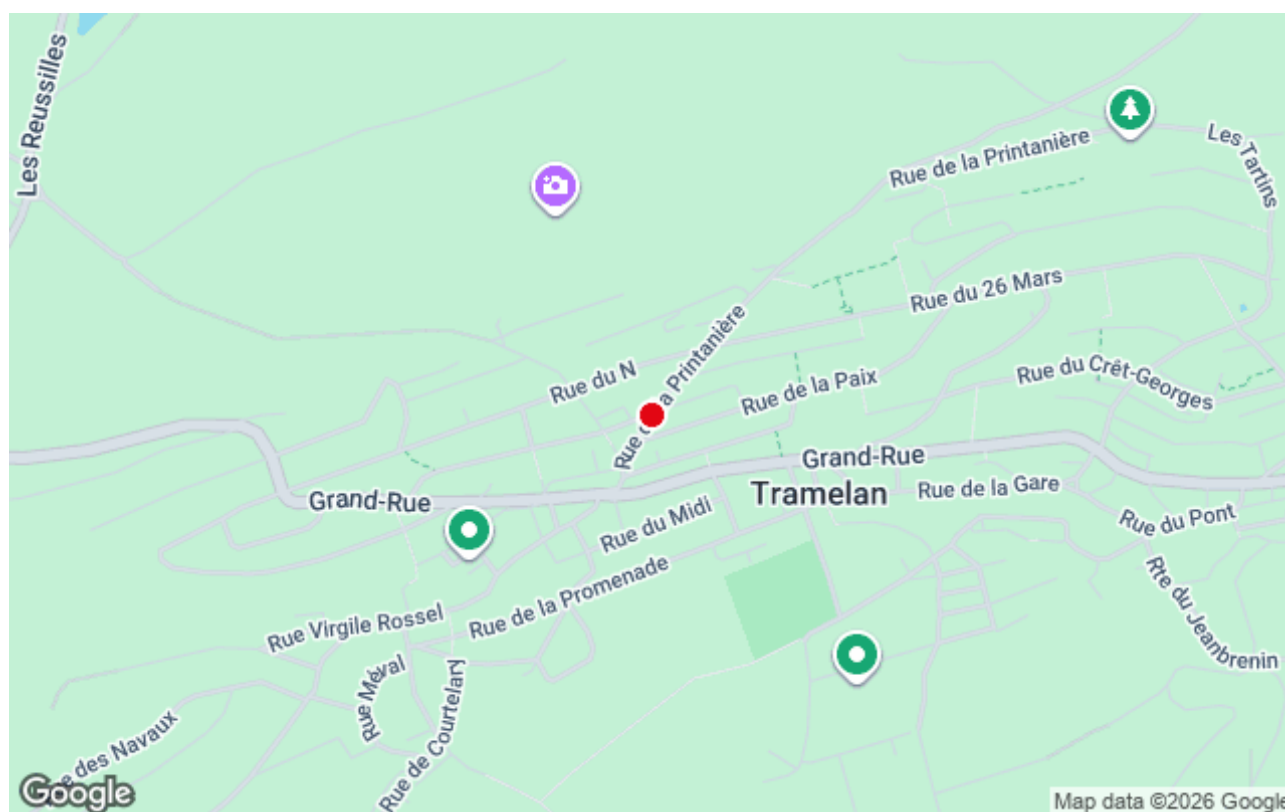 Les Reussilles
Rue de la Printanière
Les Tartins
Rue du 26 Mars
Rue du N
a Printanière
Rue de la Paix
Rue du Crêt-Georges
Rue
Grand-Rue
Tramelan
Rue de la Gare
Grand-Rue
Rue du Midi
Rue du Pont
Rue de la Promenade
Rte du Jeanbrenin
Rue Virgile Rossel
Rue Méval
Rue de Courtelary
e des Navaux
Google
Map data ©2026 Google